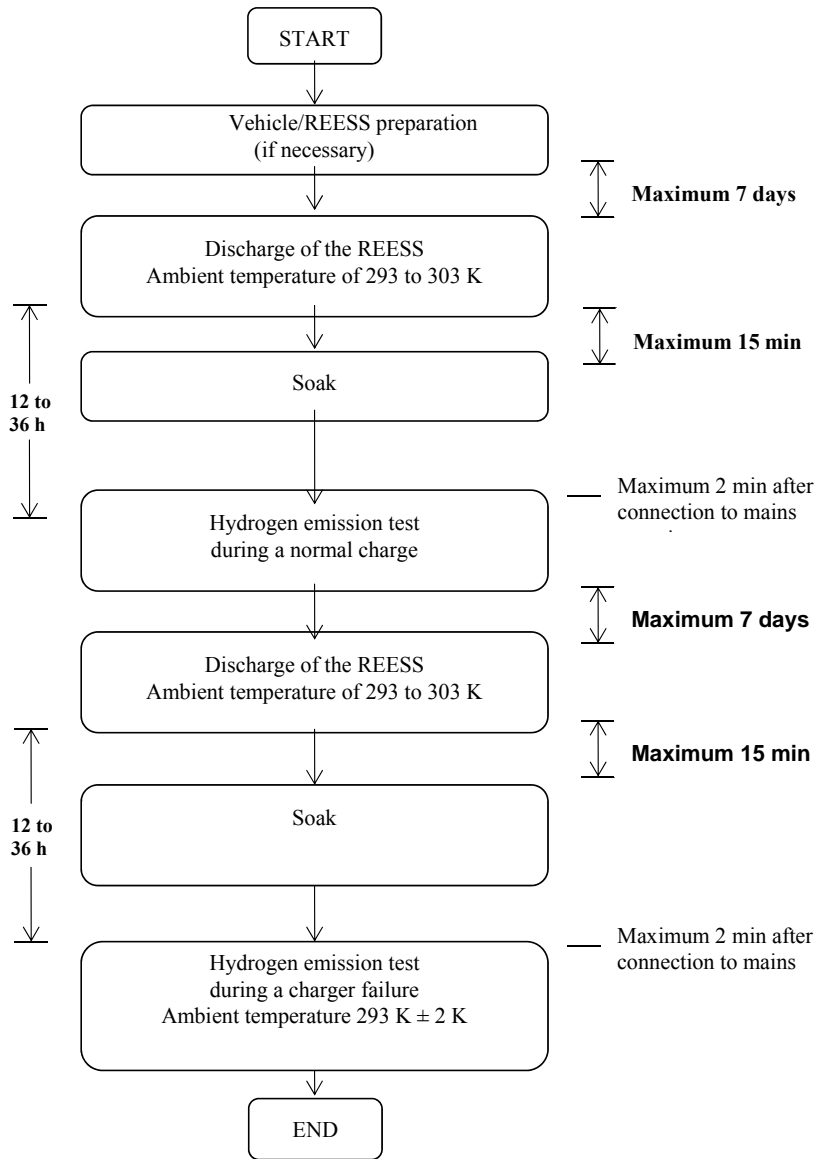 START
Vehicle/REESS preparation
(if necessary)
Maximum 7 days
Discharge of the REESS
Ambient temperature of 293 to 303 K
Maximum 15 min
Soak
12 to
36 h
Maximum 2 min after
connection to mains
Hydrogen emission test
during a normal charge
Maximum 7 days
Discharge of the REESS
Ambient temperature of 293 to 303 K
Maximum 15 min
Soak
12 to
36 h
Maximum 2 min after
connection to mains
Hydrogen emission test
during a charger failure
Ambient temperature 293 K ± 2 K
END